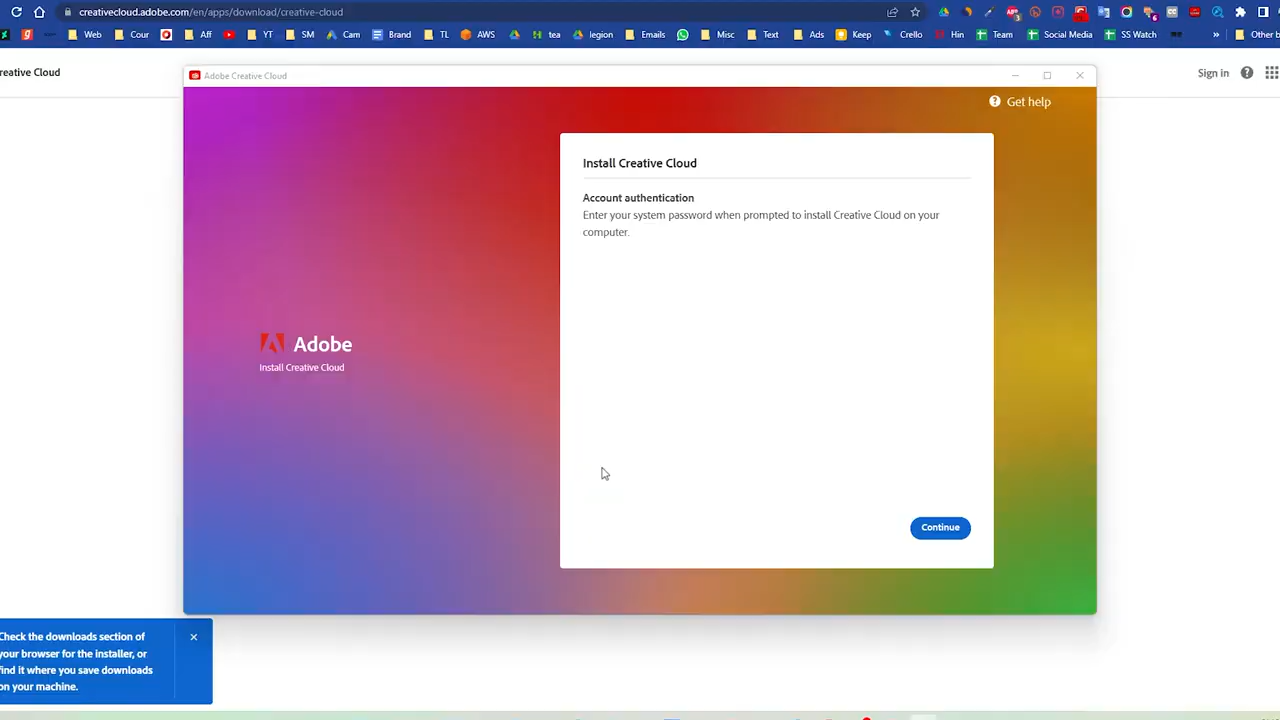 creativecloud.adobe.com/en/apps/download/creative-cloud
Web Cour Aff YT SM Cam Brand TL AWS tea legion Emails Misc Text Ads Keep Crello Hin Team Social Media SS Watch » Other b
reative Cloud
Sign in
Adobe Creative Cloud
Get help
Install Creative Cloud
Account authentication
Enter your system password when prompted to install Creative Cloud on your
computer.
Adobe
Install Creative Cloud
Continue
Check the downloads section of
your browser for the installer, or
find it where you save downloads
on your machine.